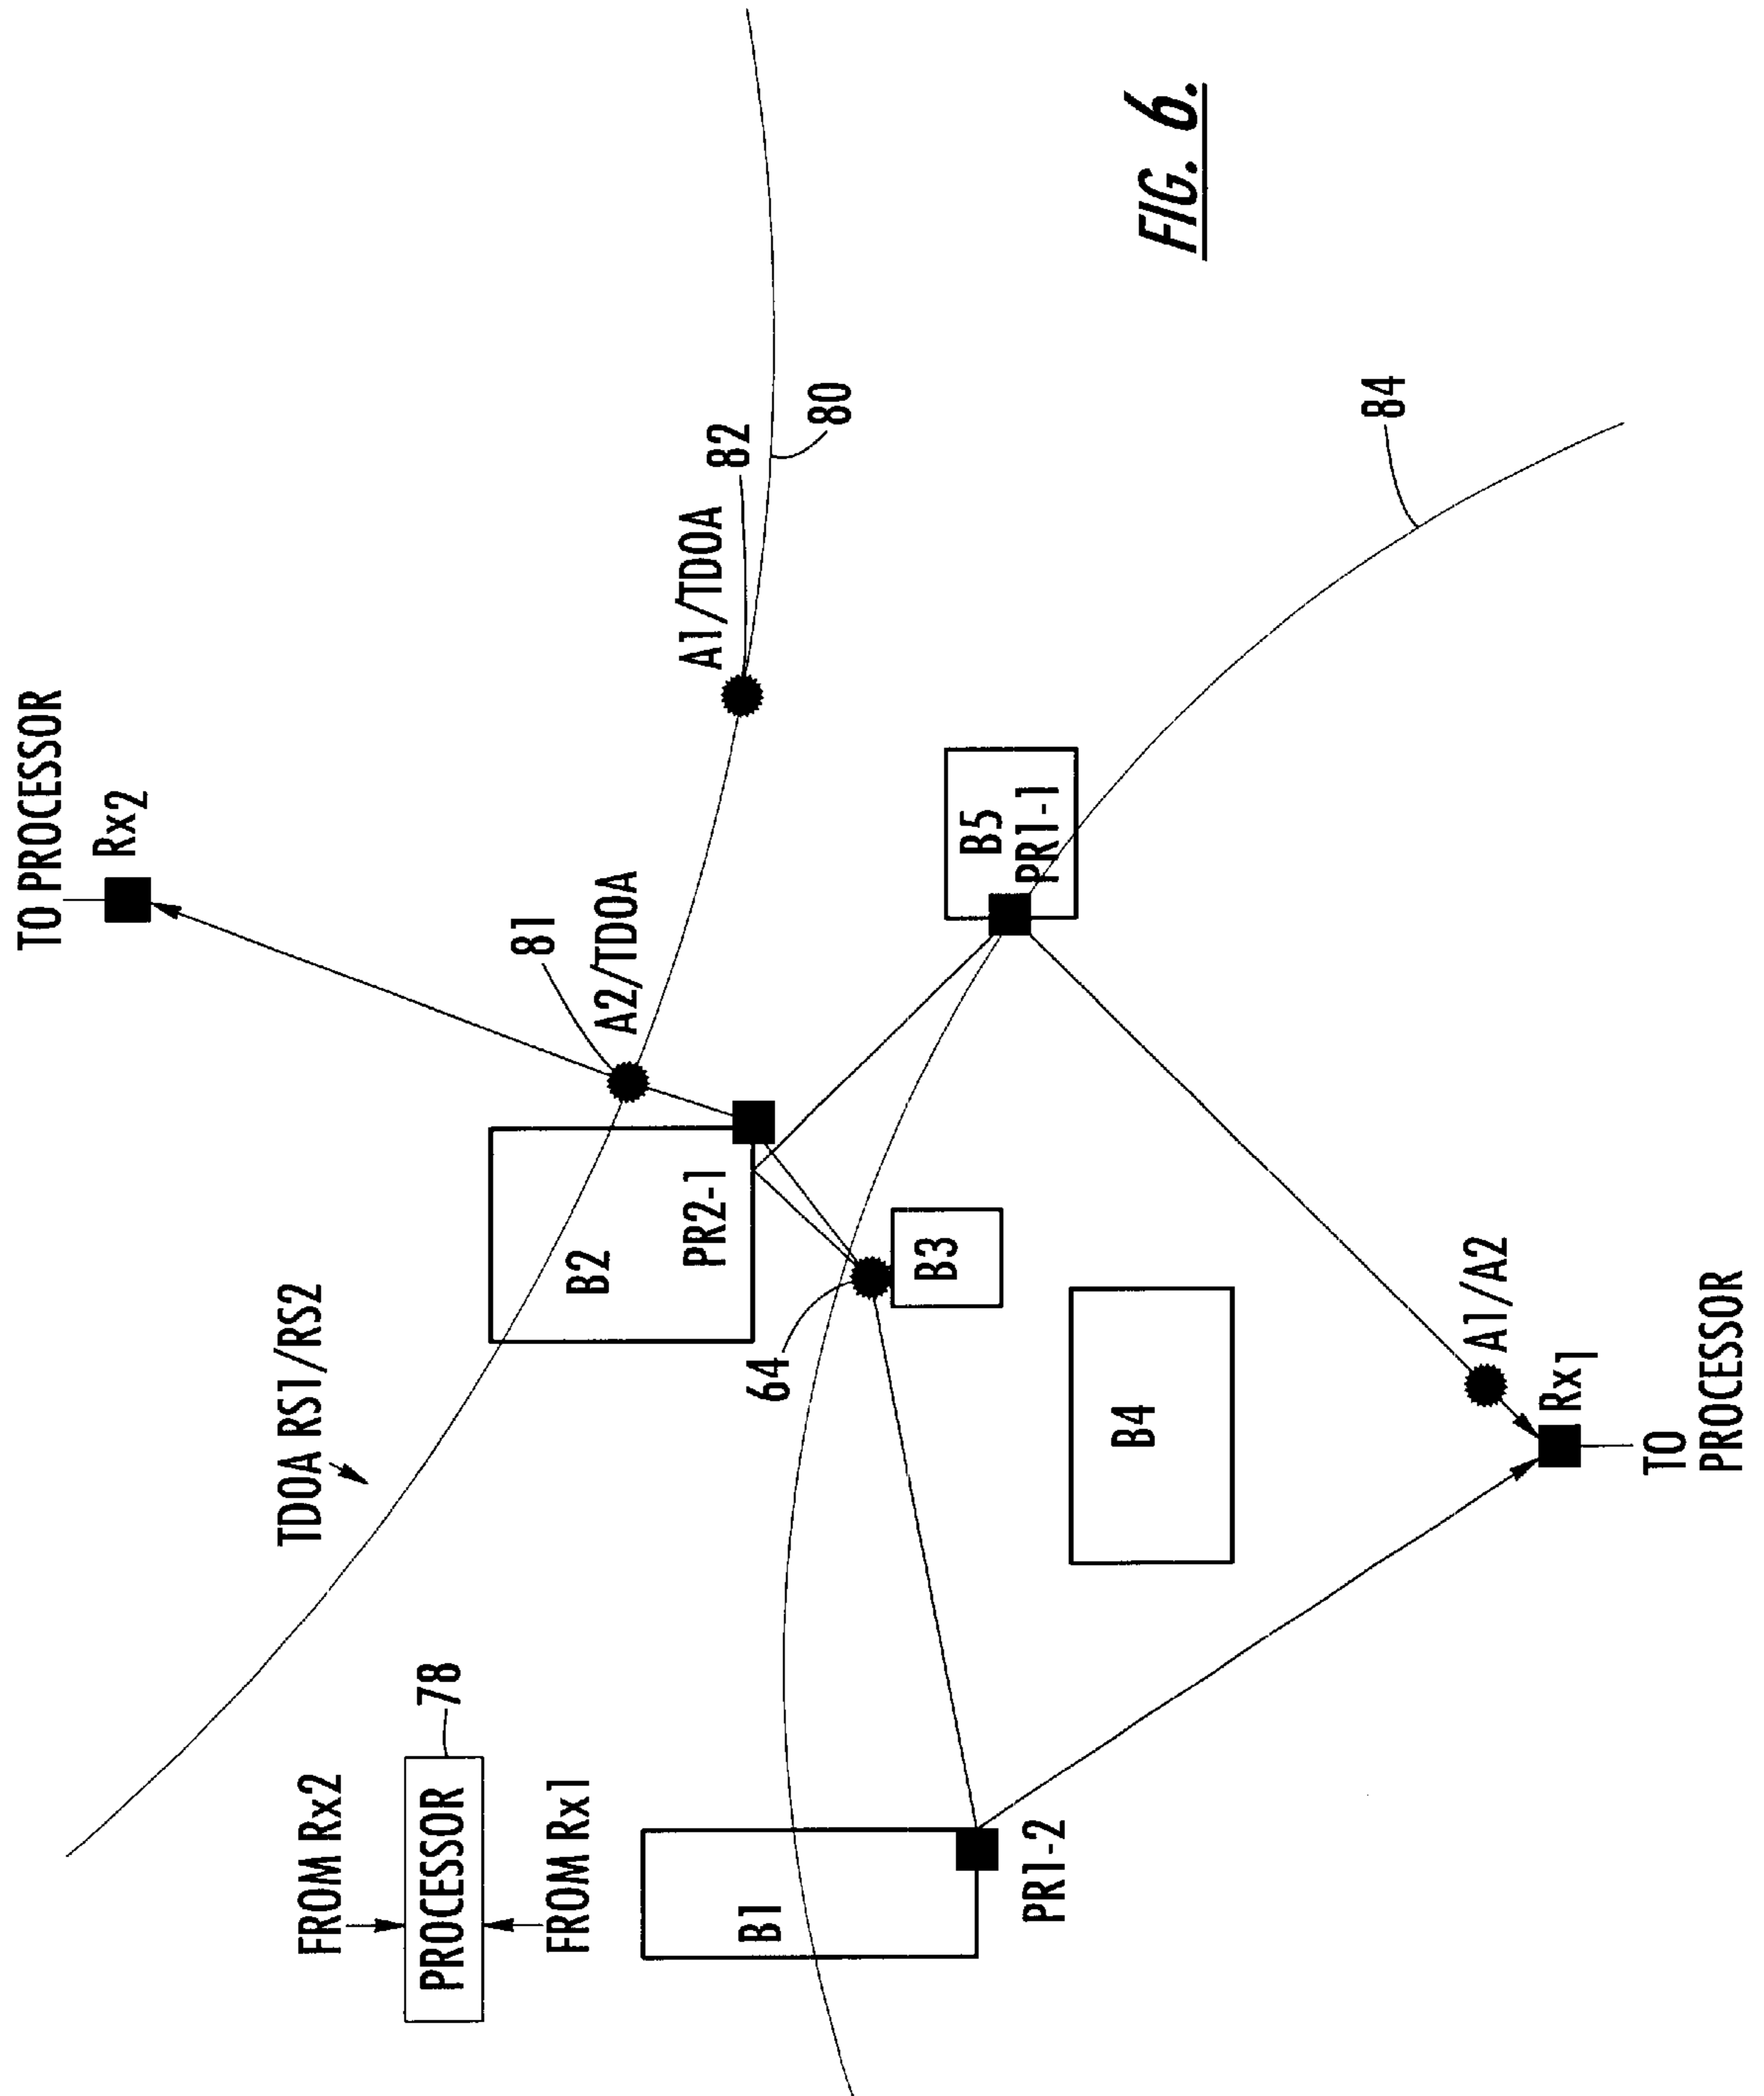 FROM Rx2
PROCESSOR
78
FROM Rx1
TDOA RS1/RS2
TO PROCESSOR
Rx2
81
A2/TDOA
A1/TDOA
82
80
B1
PR1-2
B2
PR2-1
64
B3
B4
B5
PR1-1
84
A1/A2
Rx1
TO
PROCESSOR
FIG. 6.